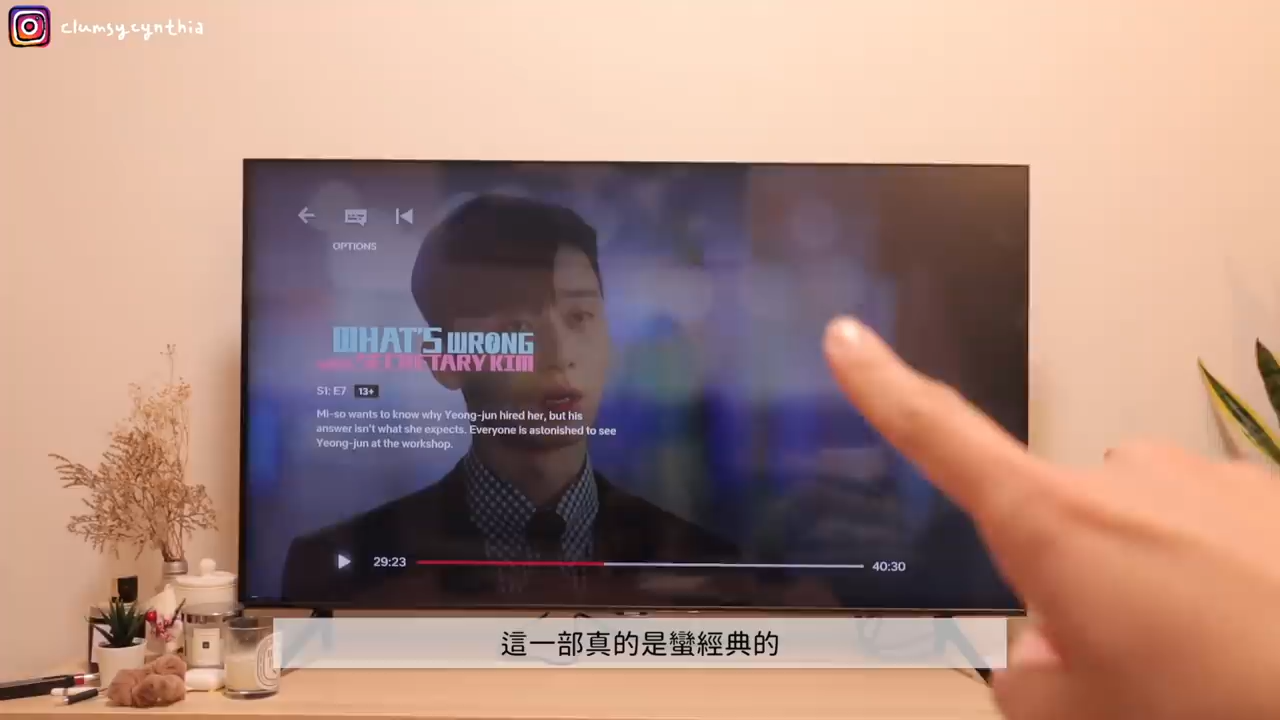 clumsycynthia
OPTIONS
WHAT'S WRONG
SECRETARY KIM
S1: E7 13+
Mi-so wants to know why Yeong-jun hired her, but his
answer isn't what she expects. Everyone is astonished to see
Yeong-jun at the workshop.
29:23 40:30
這一部真的是蠻經典的